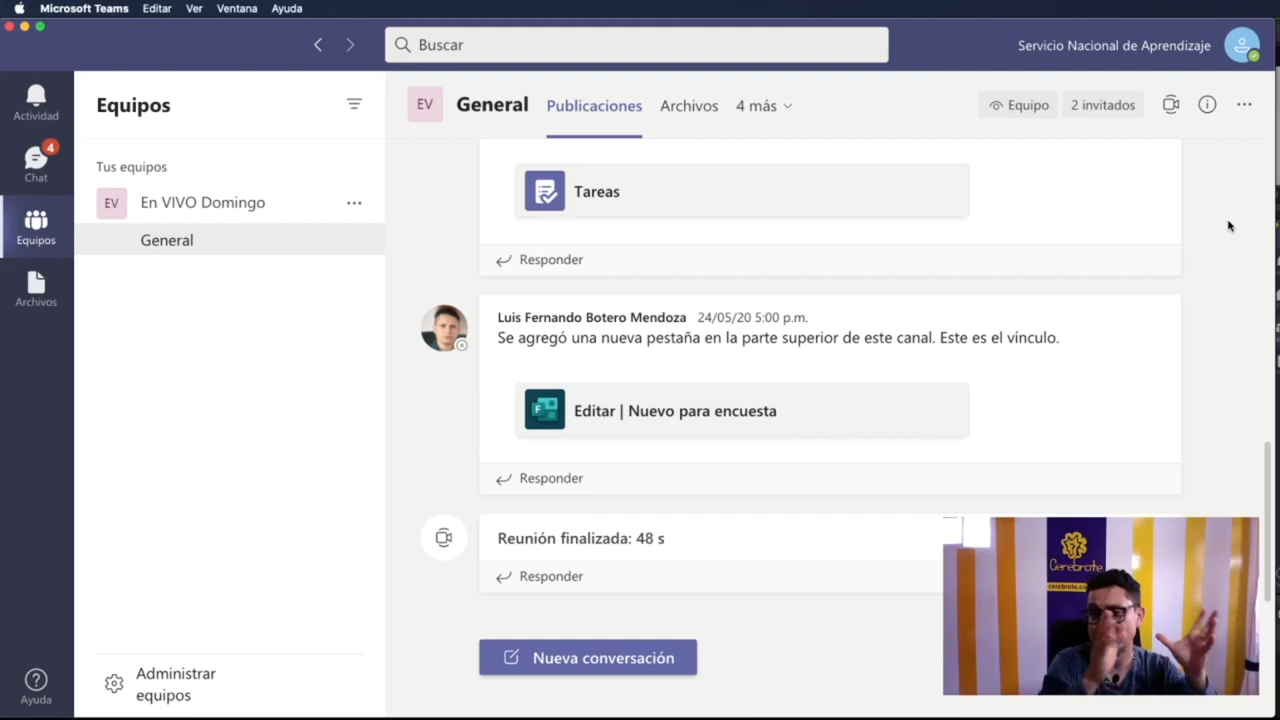 Microsoft Teams Editar Ver Ventana Ayuda
Buscar
Servicio Nacional de Aprendizaje
Actividad
4
Chat
Equipos
Archivos
Ayuda
Equipos
Tus equipos
EV En VIVO Domingo
General
Administrar
equipos
EV General Publicaciones Archivos 4 más
Equipo 2 invitados
Tareas
Responder
Luis Fernando Botero Mendoza 24/05/20 5:00 p.m.
Se agregó una nueva pestaña en la parte superior de este canal. Este es el vínculo.
F Editar | Nuevo para encuesta
Responder
Reunión finalizada: 48 s
Responder
Nueva conversación
Cerebrote